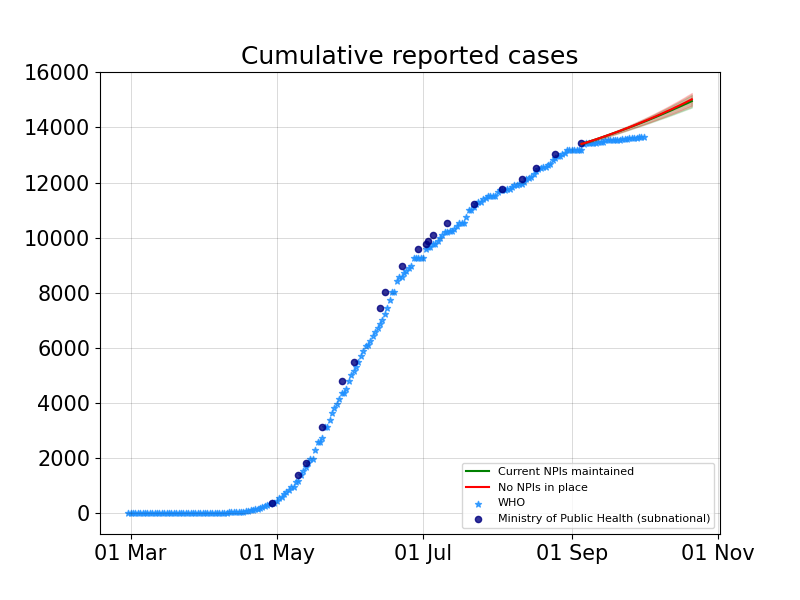 Cumulative reported cases
16000
14000
12000
10000
8000
6000
4000
2000
0
Current NPIs maintained
No NPIs in place
WHO
Ministry of Public Health (subnational)
01 Mar
01 May
01 Jul
01 Sep
01 Nov